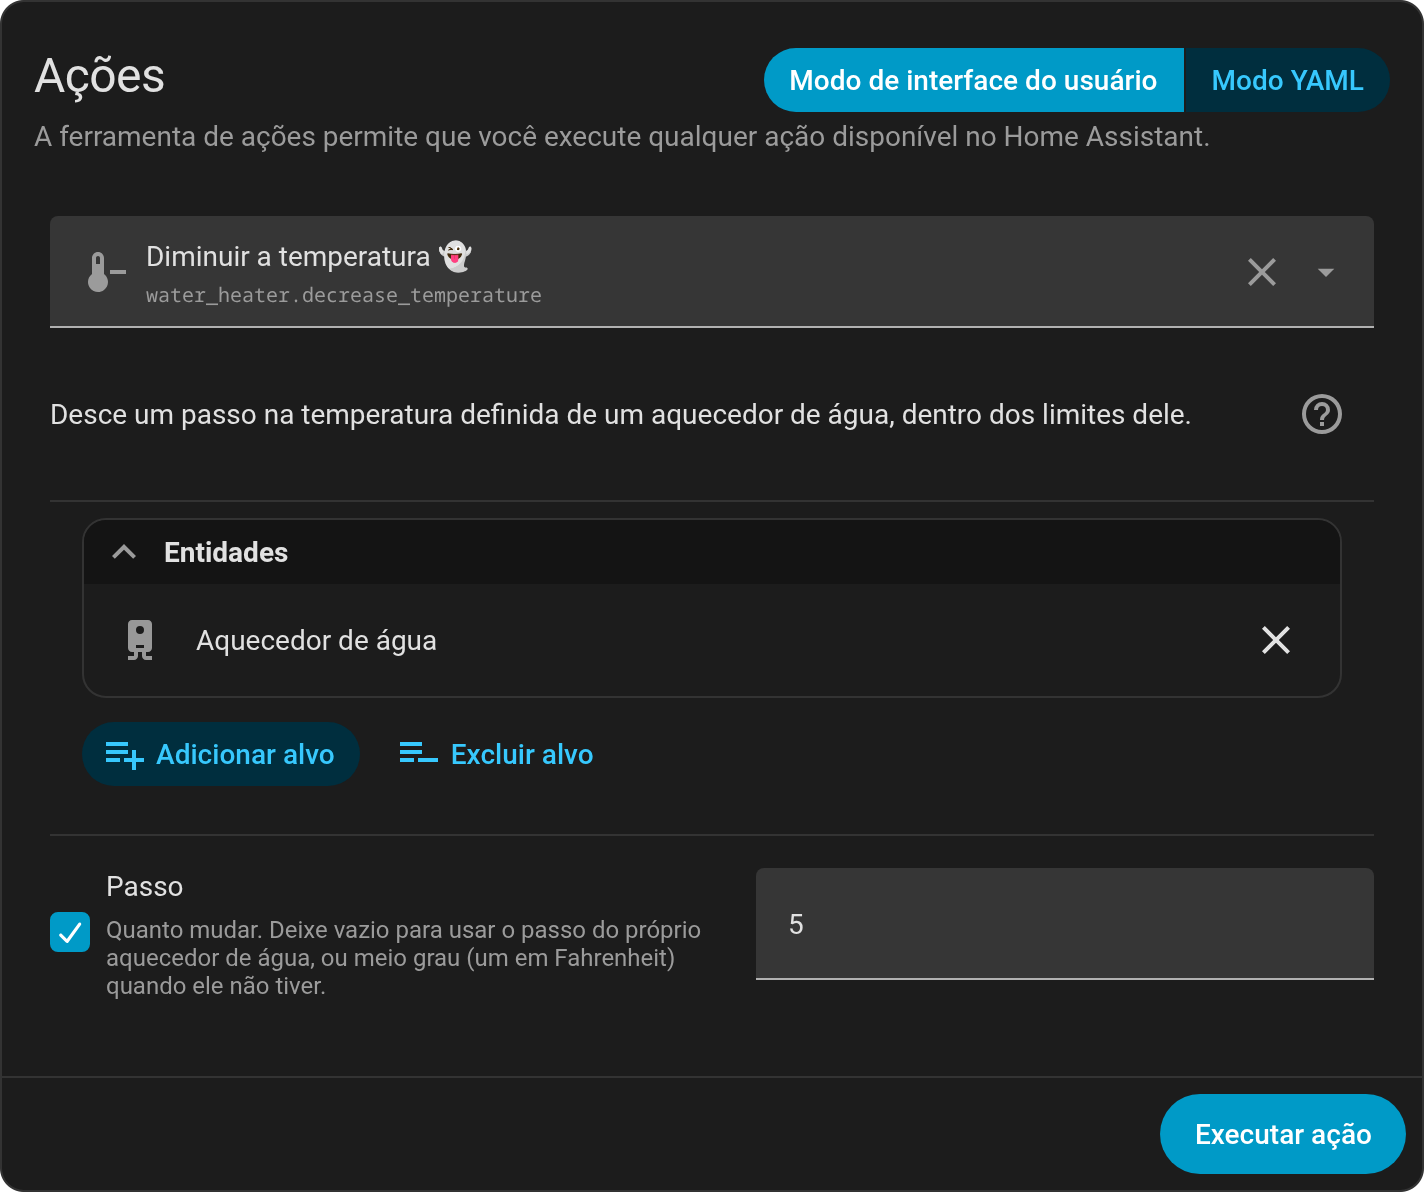 Ações
Modo de interface do usuário
Modo YAML
A ferramenta de ações permite que você execute qualquer ação disponível no Home Assistant.
Diminuir a temperatura 👻
water_heater.decrease_temperature
Desce um passo na temperatura definida de um aquecedor de água, dentro dos limites dele.
Entidades
Aquecedor de água
Adicionar alvo
Excluir alvo
Passo
Quanto mudar. Deixe vazio para usar o passo do próprio
aquecedor de água, ou meio grau (um em Fahrenheit)
quando ele não tiver.
5
Executar ação